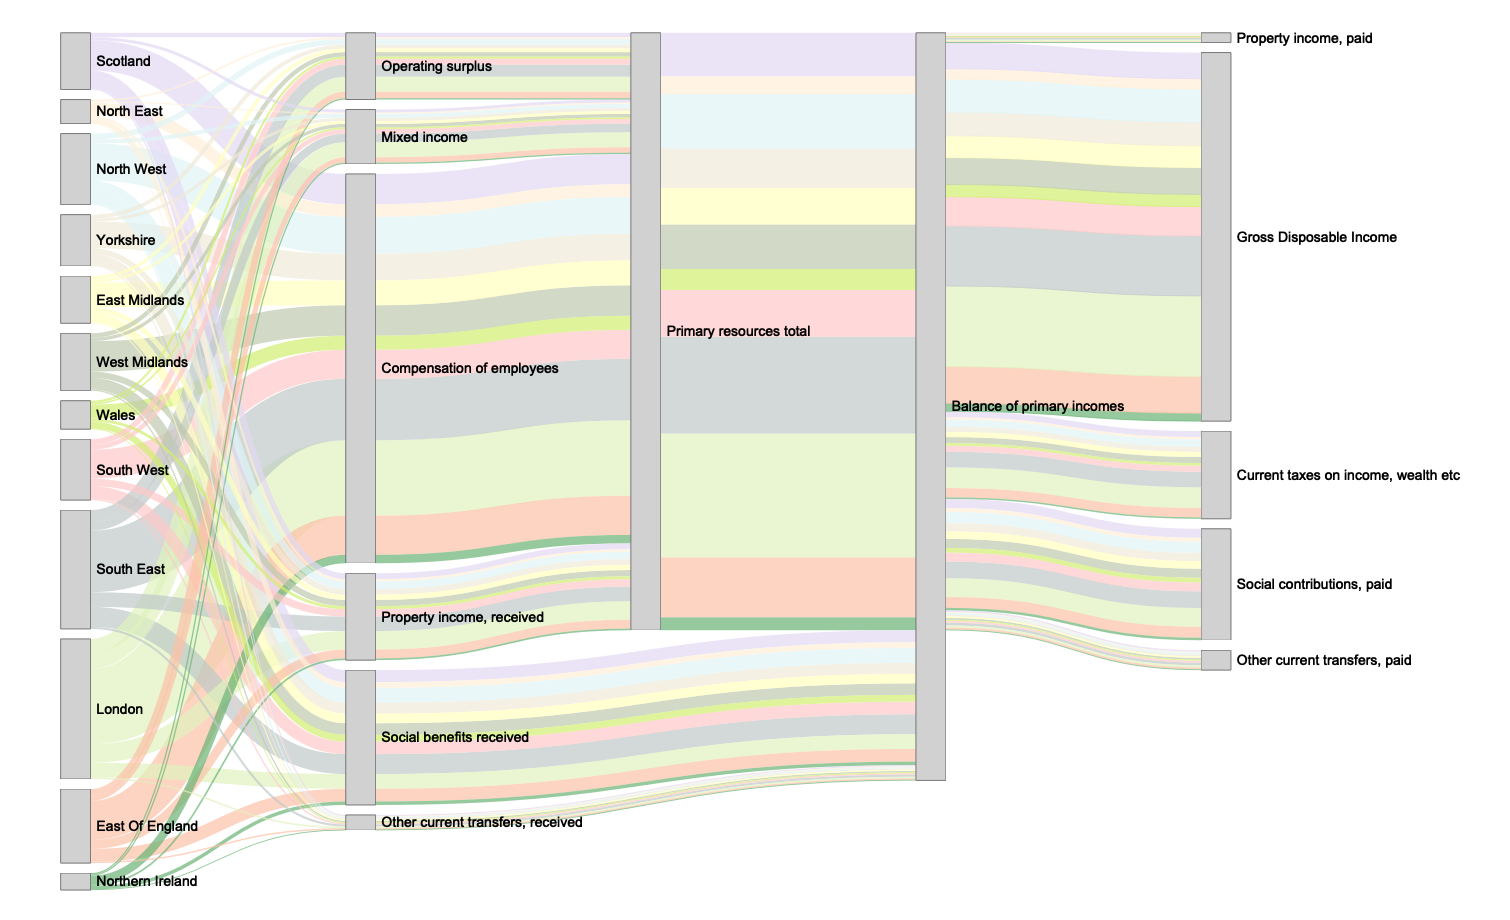 Scotland
North East
North West
Yorkshire
East Midlands
West Midlands
Wales
South West
South East
London
East Of England
Northern Ireland
Operating surplus
Mixed income
Compensation of employees
Property income, received
Social benefits received
Other current transfers, received
Primary resources total
Balance of primary incomes
Property income, paid
Gross Disposable Income
Current taxes on income, wealth etc
Social contributions, paid
Other current transfers, paid